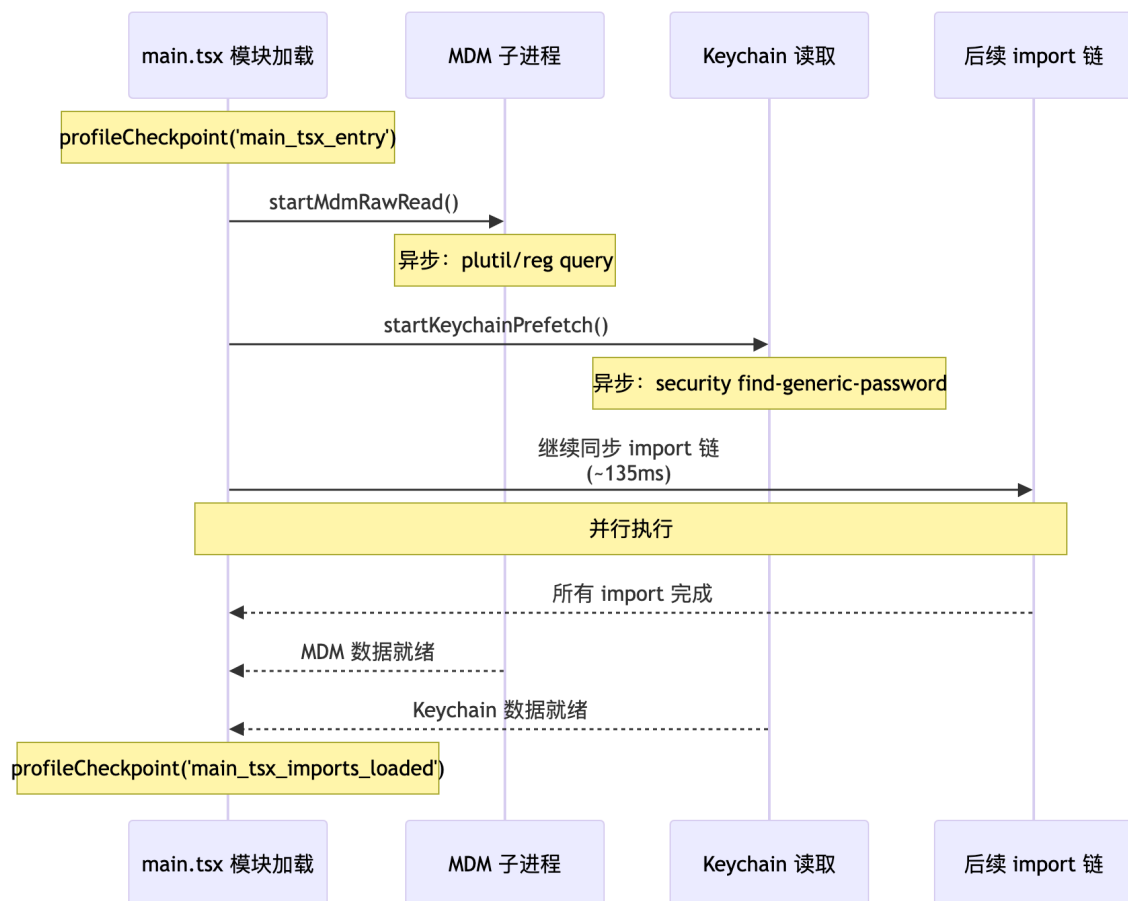 main.tsx 模块加载
MDM 子进程
Keychain 读取
后续 import 链
profileCheckpoint('main_tsx_entry')
startMdmRawRead()
异步：plutil/reg query
startKeychainPrefetch()
异步：security find-generic-password
继续同步 import 链
(~135ms)
并行执行
所有 import 完成
MDM 数据就绪
Keychain 数据就绪
profileCheckpoint('main_tsx_imports_loaded')
main.tsx 模块加载
MDM 子进程
Keychain 读取
后续 import 链